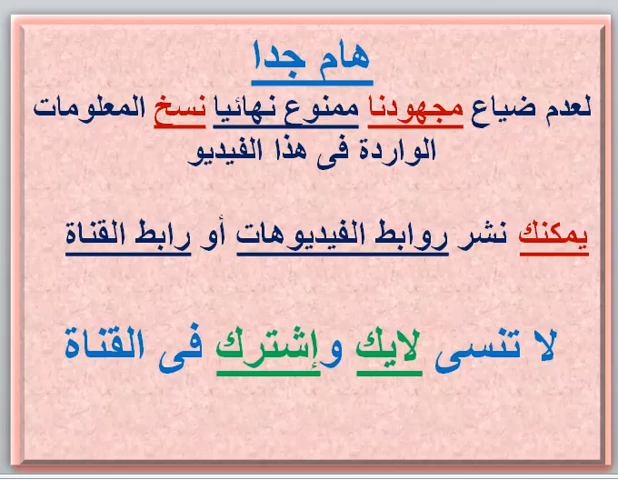 هام جدا
لعدم ضياع مجهودنا ممنوع نهائيا نسخ المعلومات
الواردة فى هذا الفيديو
يمكنك نشر روابط الفيديوهات أو رابط القناة
لا تنسى لايك وإشترك فى القناة